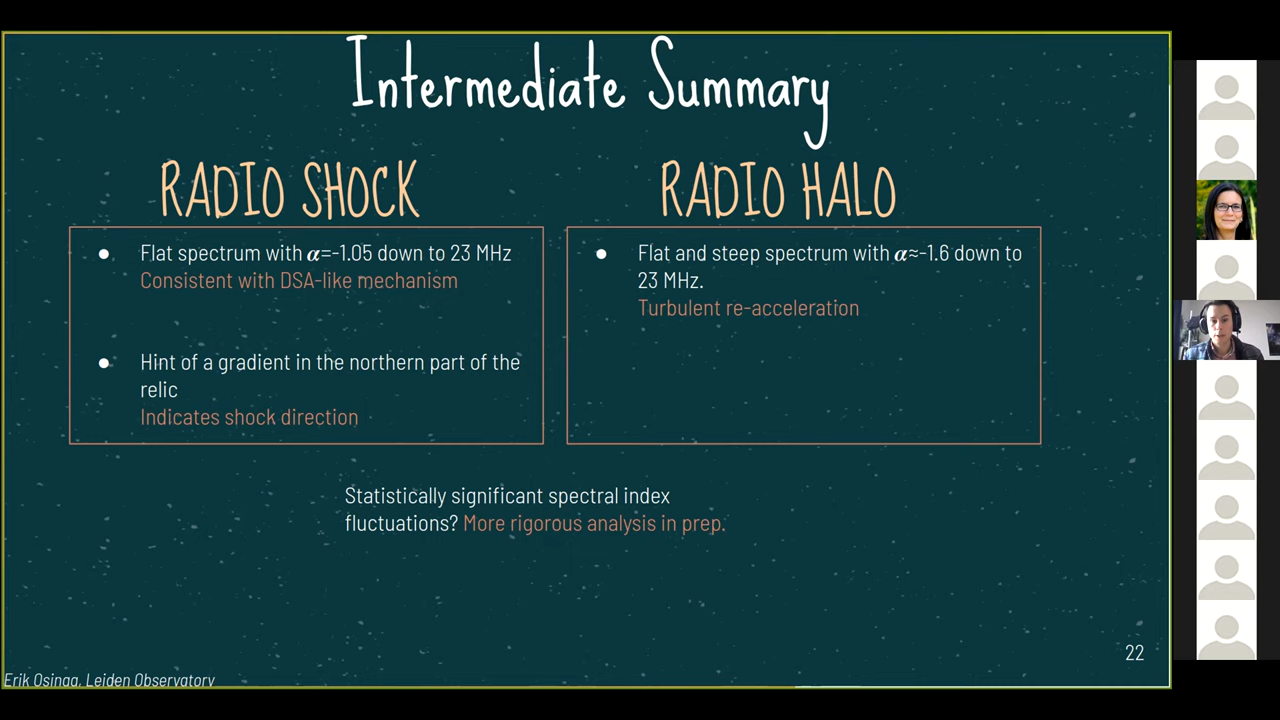 Intermediate Summary
RADIO SHOCK
● Flat spectrum with α=-1.05 down to 23 MHz
Consistent with DSA-like mechanism
● Hint of a gradient in the northern part of the
relic
Indicates shock direction
RADIO HALO
● Flat and steep spectrum with α≈-1.6 down to
23 MHz.
Turbulent re-acceleration
Statistically significant spectral index
fluctuations? More rigorous analysis in prep.
22
Erik Osinga, Leiden Observatory